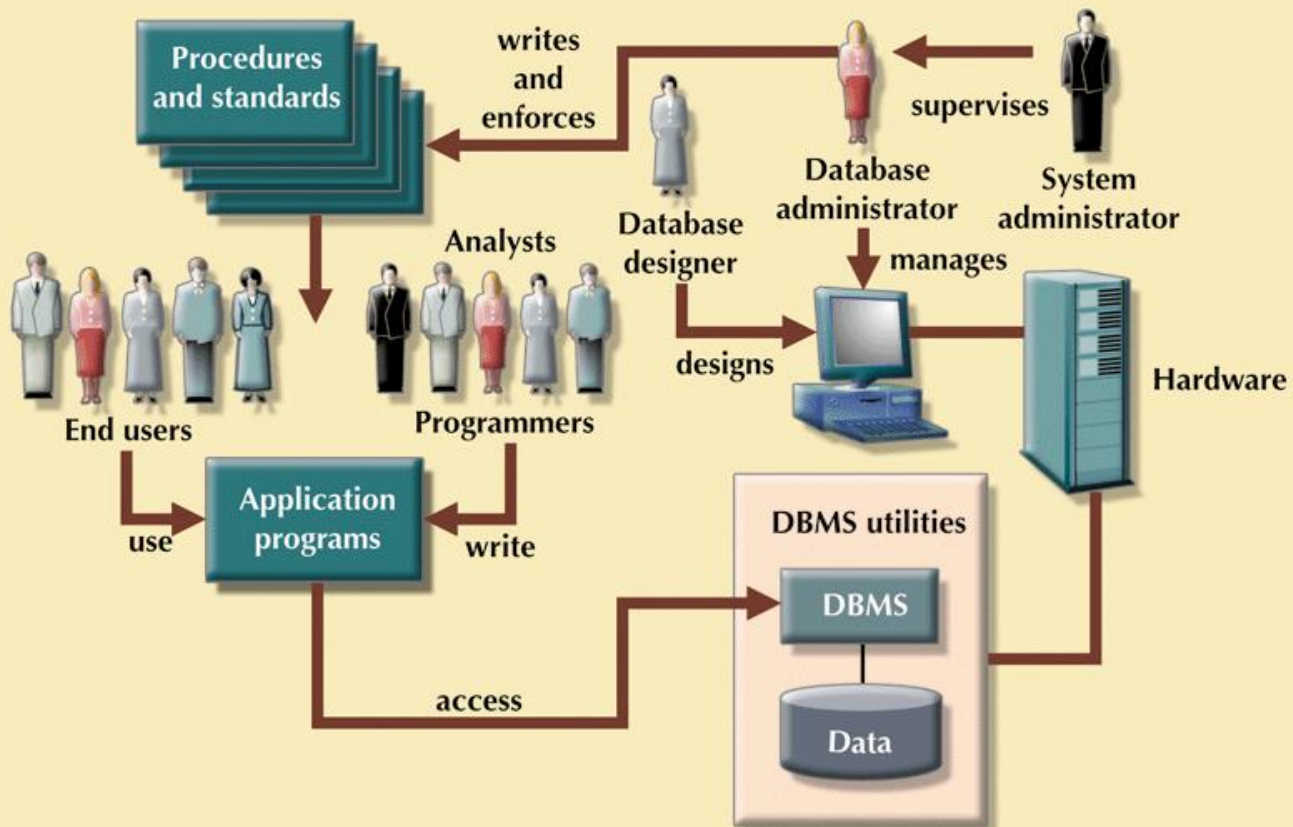 Procedures
and standards
writes
and
enforces
supervises
Database
administrator
System
administrator
Analysts
Database
designer
manages
designs
Hardware
End users
Programmers
Application
programs
use
write
DBMS utilities
DBMS
access
Data